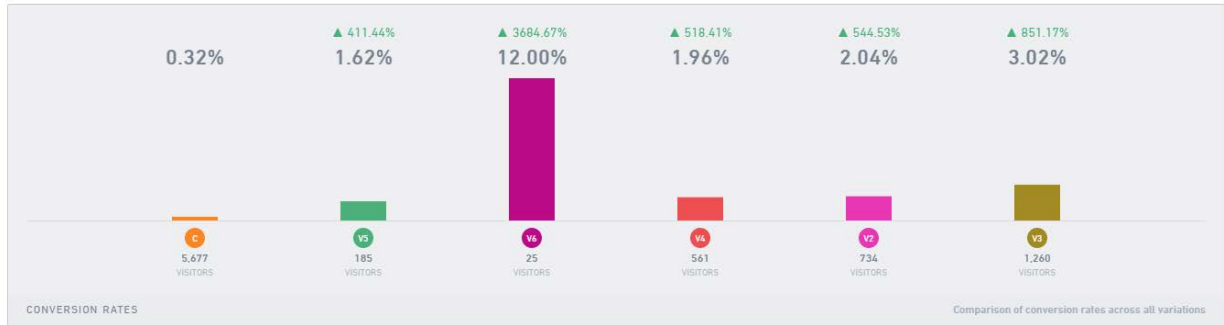 ▲ 411.44% ▲ 3684.67% ▲ 518.41% ▲ 544.53% ▲ 851.17%
0.32% 1.62% 12.00% 1.96% 2.04% 3.02%
C V5 V6 V4 V2 V3
5,677 185 25 561 734 1,260
VISITORS VISITORS VISITORS VISITORS VISITORS VISITORS
CONVERSION RATES Comparison of conversion rates across all variations